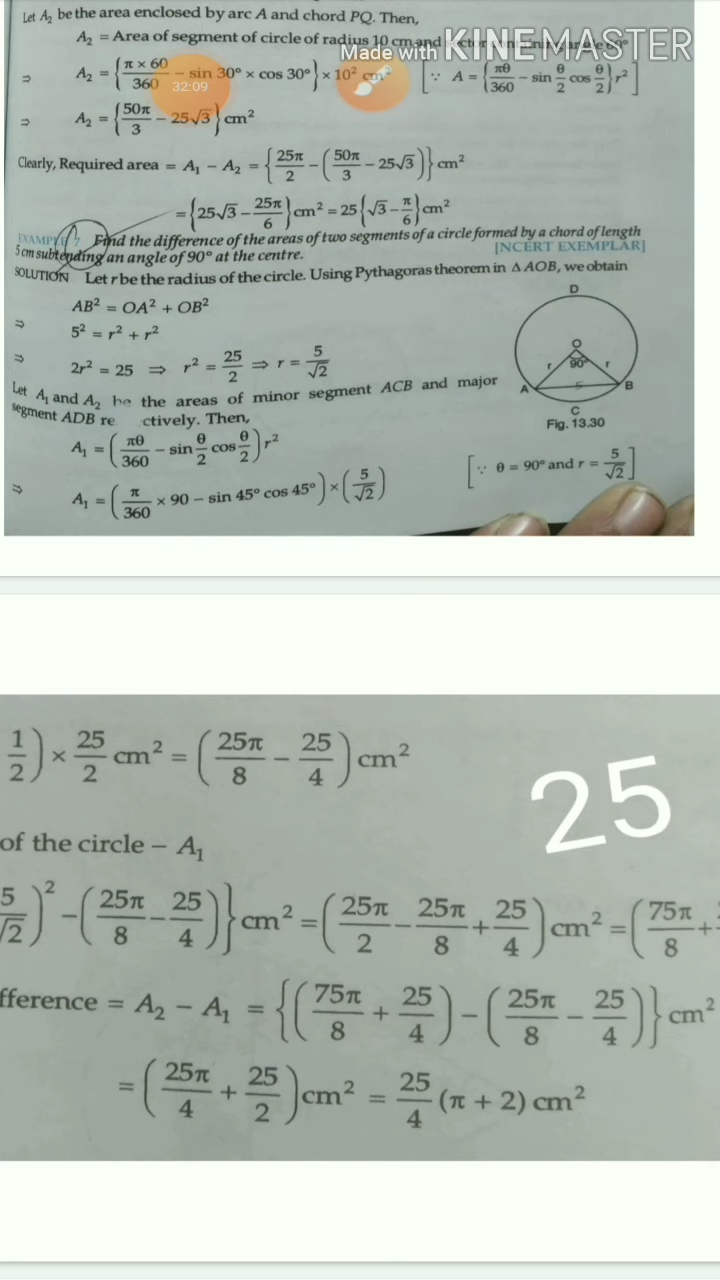 Let A₂ be the area enclosed by arc A and chord PQ. Then,
A₂ = Area of segment of circle of radius 10 cm and
Made with KINEMASTER
⇒ A₂ = {π × 60/360 − sin 30° × cos 30°} × 10² cm² [∵ A = {πθ/360 − sin θ/2 cos θ/2} r²]
32:09
⇒ A₂ = {50π/3 − 25√3} cm²
Clearly, Required area = A₁ − A₂ = {25π/2 − (50π/3 − 25√3)} cm²
= {25√3 − 25π/6} cm² = 25 {√3 − π/6} cm²
EXAMPLE 7 Find the difference of the areas of two segments of a circle formed by a chord of length
5 cm subtending an angle of 90° at the centre. [NCERT EXEMPLAR]
SOLUTION Let r be the radius of the circle. Using Pythagoras theorem in Δ AOB, we obtain
AB² = OA² + OB²
⇒ 5² = r² + r²
⇒ 2r² = 25 ⇒ r² = 25/2 ⇒ r = 5/√2
Let A₁ and A₂ be the areas of minor segment ACB and major
segment ADB re ctively. Then,
A₁ = (πθ/360 − sin θ/2 cos θ/2) r²
⇒ A₁ = (π/360 × 90 − sin 45° cos 45°) × (5/√2) [∵ θ = 90° and r = 5/√2]
D
O
90°
r r
A 5 B
C
Fig. 13.30
1/2) × 25/2 cm² = (25π/8 − 25/4) cm²
25
of the circle − A₁
5/√2)² − (25π/8 − 25/4)} cm² = (25π/2 − 25π/8 + 25/4) cm² = (75π/8 +
fference = A₂ − A₁ = {(75π/8 + 25/4) − (25π/8 − 25/4)} cm²
= (25π/4 + 25/2) cm² = 25/4 (π + 2) cm²